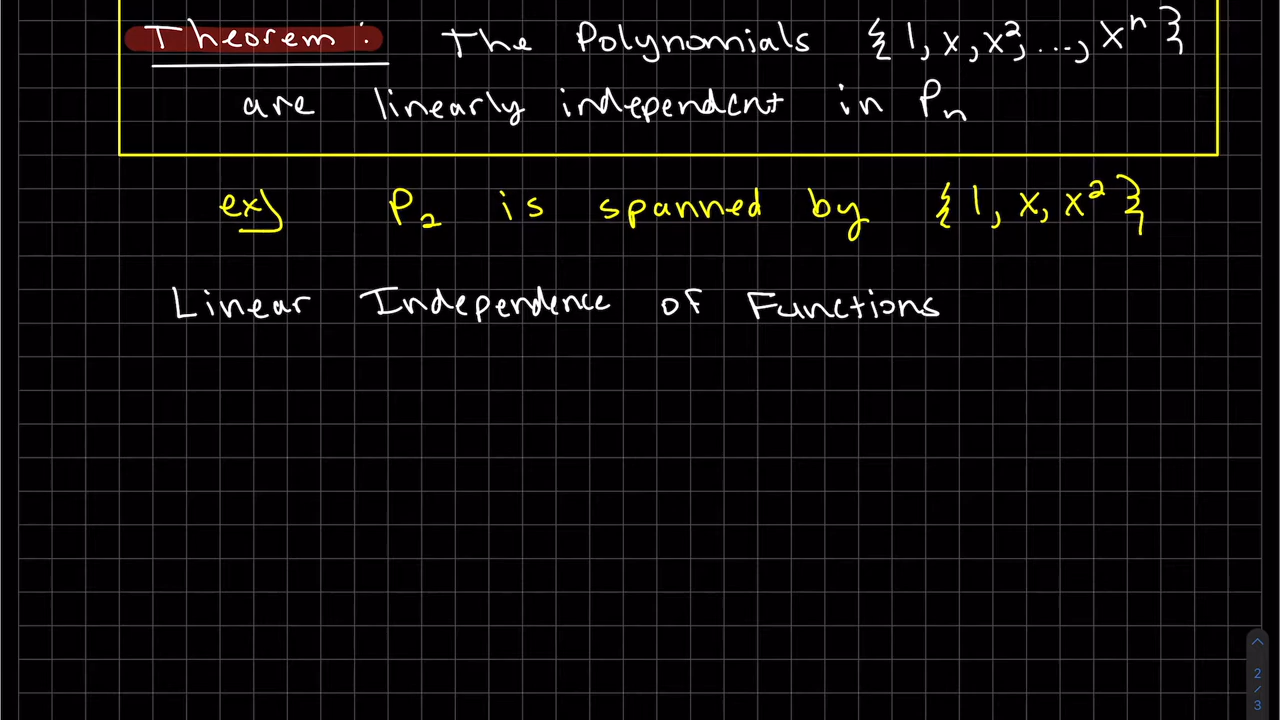 Theorem: The Polynomials {1, x, x², ..., xⁿ}
are linearly independent in Pₙ
ex) P₂ is spanned by {1, x, x²}
Linear Independence of Functions
2
/
3